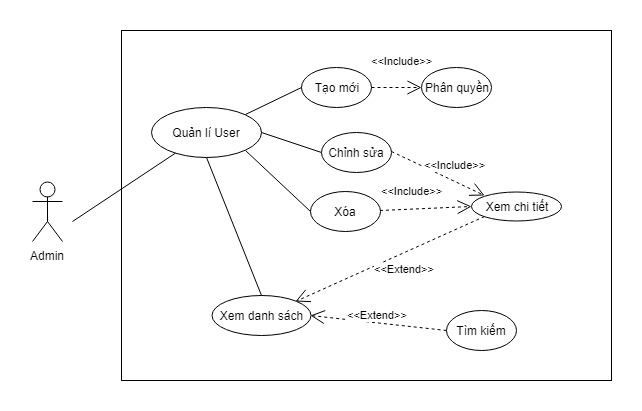 <<Include>>
Tạo mới
Phân quyền
Quản lí User
Chỉnh sửa
<<Include>>
<<Include>>
Xóa
Xem chi tiết
Admin
<<Extend>>
Xem danh sách
<<Extend>>
Tìm kiếm